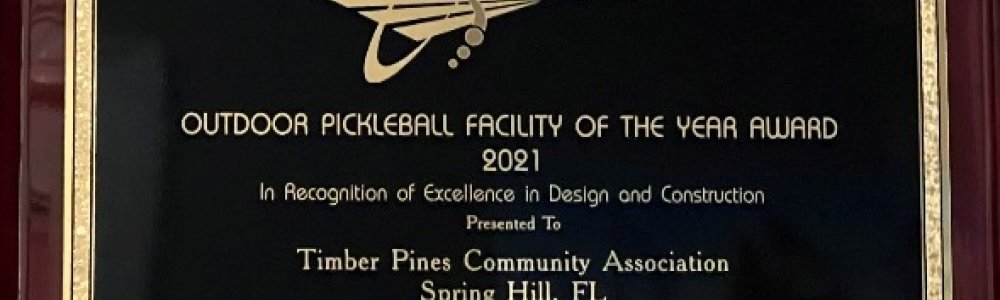 OUTDOOR PICKLEBALL FACILITY OF THE YEAR AWARD
2021
In Recognition of Excellence in Design and Construction
Presented To
Timber Pines Community Association
Spring Hill, FL